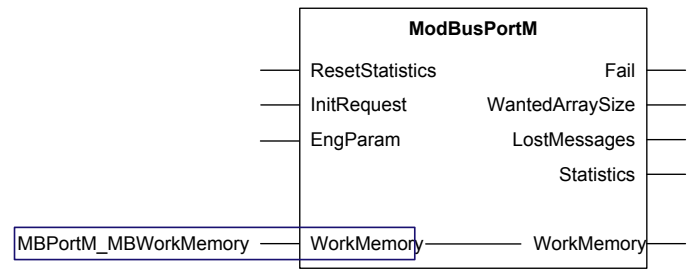 ModBusPortM
ResetStatistics Fail
InitRequest WantedArraySize
EngParam LostMessages
Statistics
MBPortM_MBWorkMemory WorkMemory WorkMemory